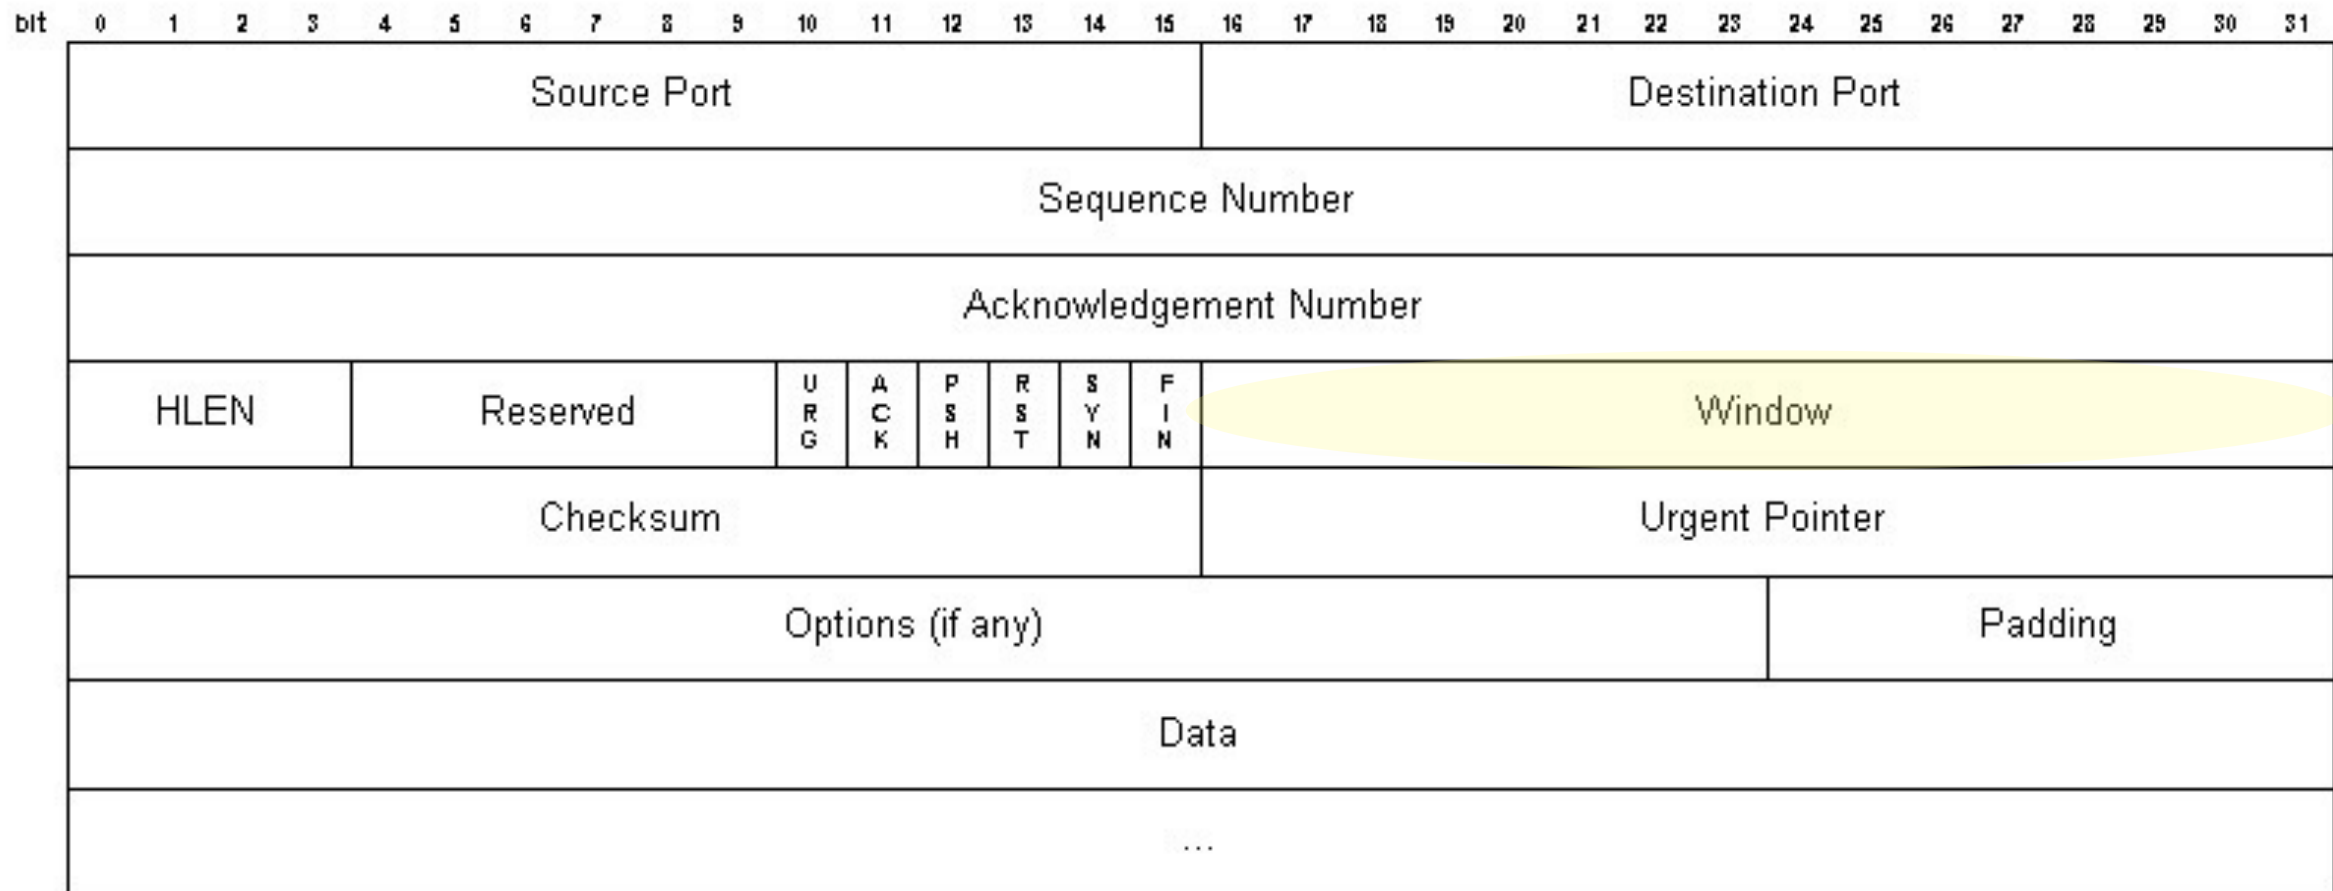 bit 0 1 2 3 4 5 6 7 8 9 10 11 12 13 14 15 16 17 18 19 20 21 22 23 24 25 26 27 28 29 30 31
Source Port Destination Port
Sequence Number
Acknowledgement Number
HLEN Reserved URG ACK PSH RST SYN FIN Window
Checksum Urgent Pointer
Options (if any) Padding
Data
...